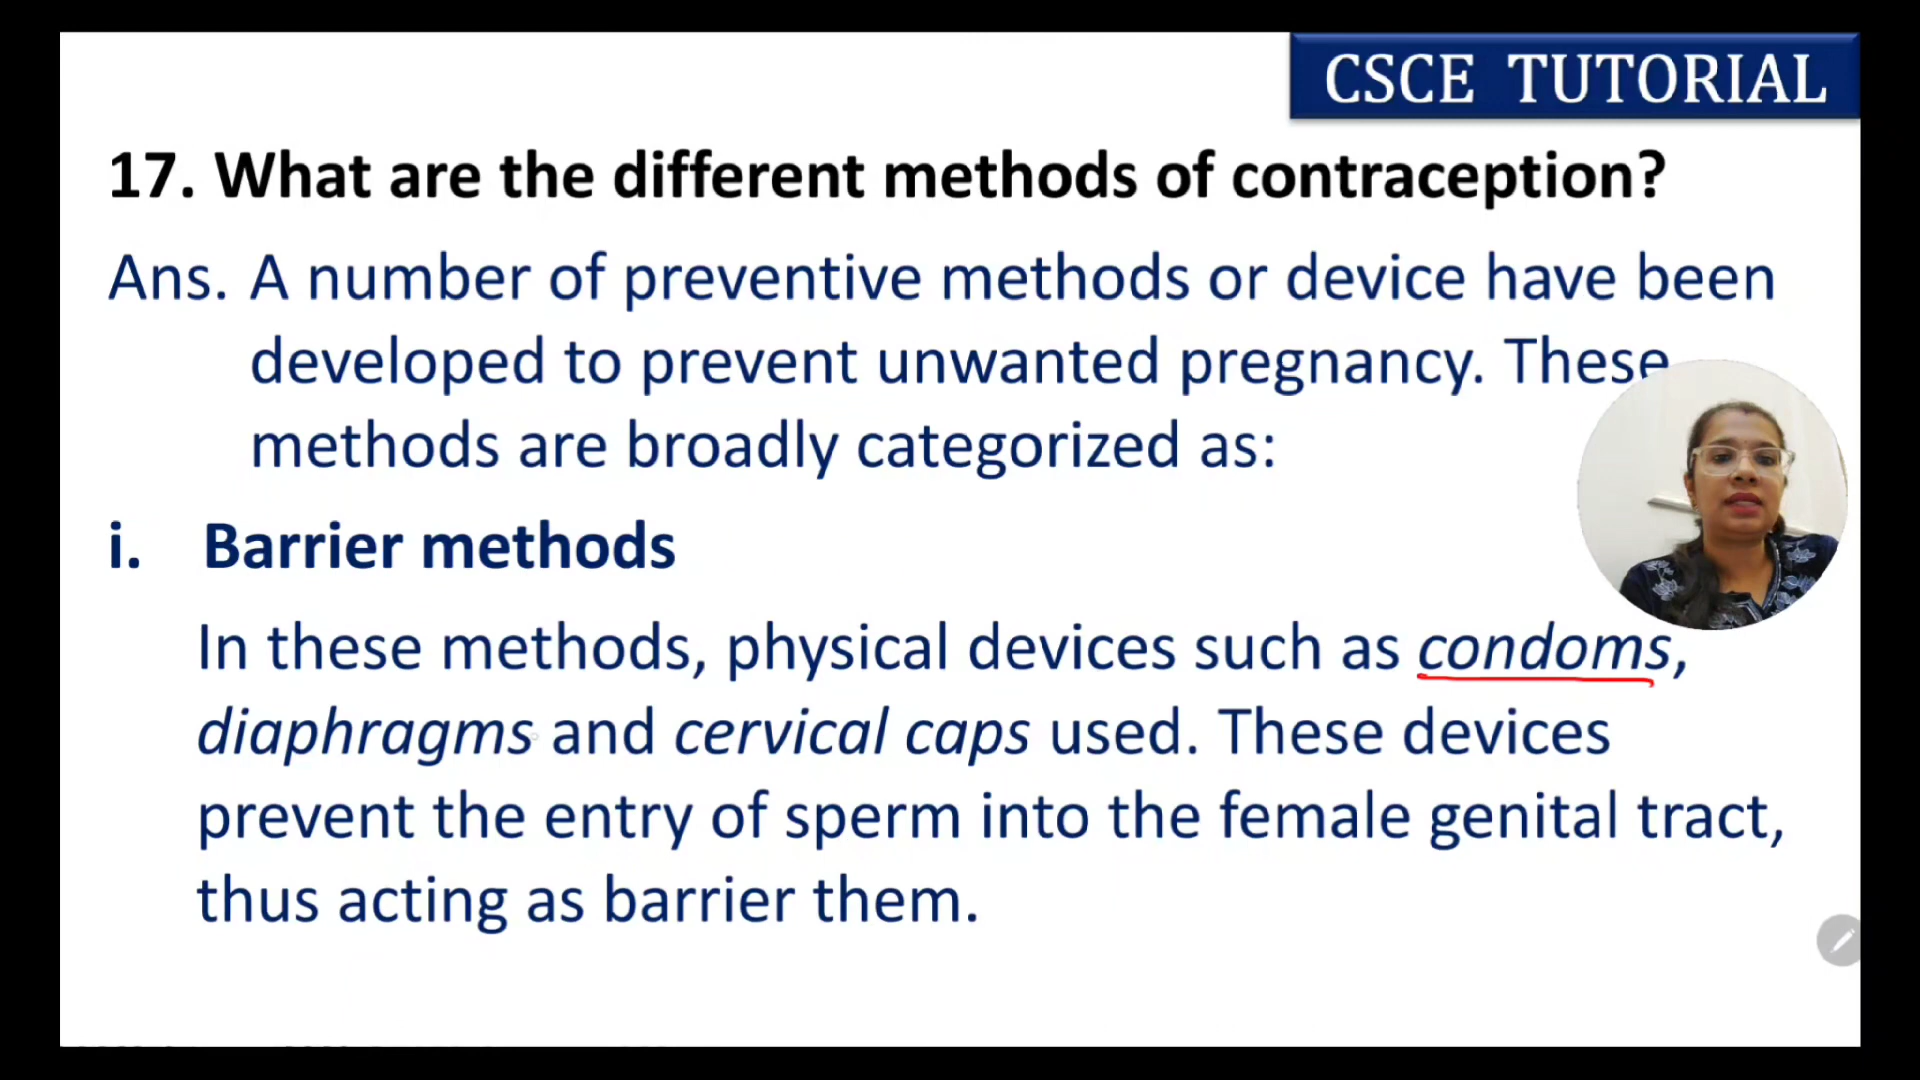 CSCE TUTORIAL
17. What are the different methods of contraception?
Ans. A number of preventive methods or device have been
developed to prevent unwanted pregnancy. These
methods are broadly categorized as:
i. Barrier methods
In these methods, physical devices such as condoms,
diaphragms and cervical caps used. These devices
prevent the entry of sperm into the female genital tract,
thus acting as barrier them.